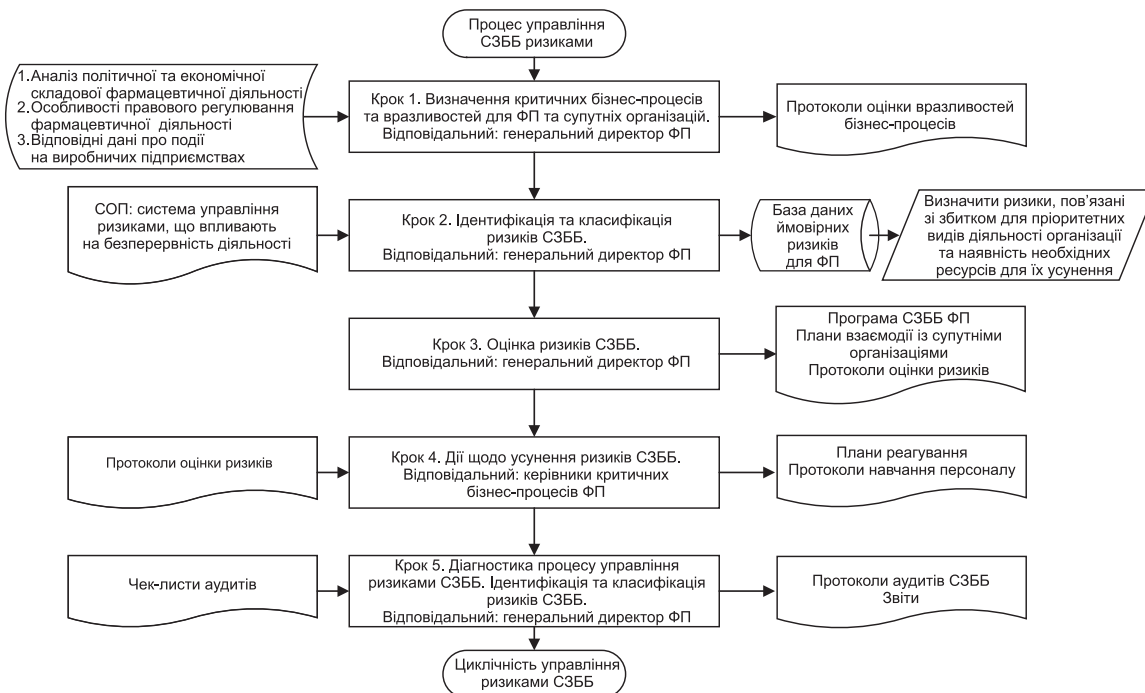 Процес управління
СЗББ ризиками
1.Аналіз політичної та економічної
складової фармацевтичної діяльності
2.Особливості правового регулювання
фармацевтичної діяльності
3.Відповідні дані про події
на виробничих підприємствах
Крок 1. Визначення критичних бізнес-процесів
та вразливостей для ФП та супутніх організацій.
Відповідальний: генеральний директор ФП
Протоколи оцінки вразливостей
бізнес-процесів
СОП: система управління
ризиками, що впливають
на безперервність діяльності
Крок 2. Ідентифікація та класифікація
ризиків СЗББ.
Відповідальний: генеральний директор ФП
База даних
ймовірних
ризиків
для ФП
Визначити ризики, пов’язані
зі збитком для пріоритетних
видів діяльності організації
та наявність необхідних
ресурсів для їх усунення
Крок 3. Оцінка ризиків СЗББ.
Відповідальний: генеральний директор ФП
Програма СЗББ ФП
Плани взаємодії із супутніми
організаціями
Протоколи оцінки ризиків
Протоколи оцінки ризиків
Крок 4. Дії щодо усунення ризиків СЗББ.
Відповідальний: керівники критичних
бізнес-процесів ФП
Плани реагування
Протоколи навчання персоналу
Чек-листи аудитів
Крок 5. Діагностика процесу управління
ризиками СЗББ. Ідентифікація та класифікація
ризиків СЗББ.
Відповідальний: генеральний директор ФП
Протоколи аудитів СЗББ
Звіти
Циклічність управління
ризиками СЗББ